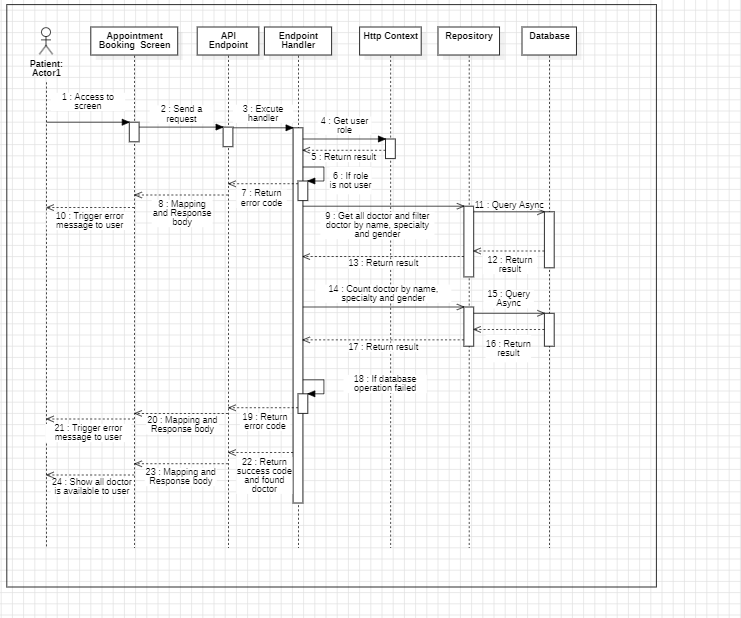 Patient:
Actor1
Appointment
Booking Screen
API
Endpoint
Endpoint
Handler
Http Context
Repository
Database
1 : Access to
screen
2 : Send a
request
3 : Excute
handler
4 : Get user
role
5 : Return result
6 : If role
is not user
7 : Return
error code
8 : Mapping
and Response
body
10 : Trigger error
message to user
9 : Get all doctor and filter
doctor by name, specialty
and gender
11 : Query Async
12 : Return
result
13 : Return result
14 : Count doctor by name,
specialty and gender
15 : Query
Async
16 : Return
result
17 : Return result
18 : If database
operation failed
19 : Return
error code
20 : Mapping and
Response body
21 : Trigger error
message to user
22 : Return
success code
and found
doctor
23 : Mapping and
Response body
24 : Show all doctor
is available to user